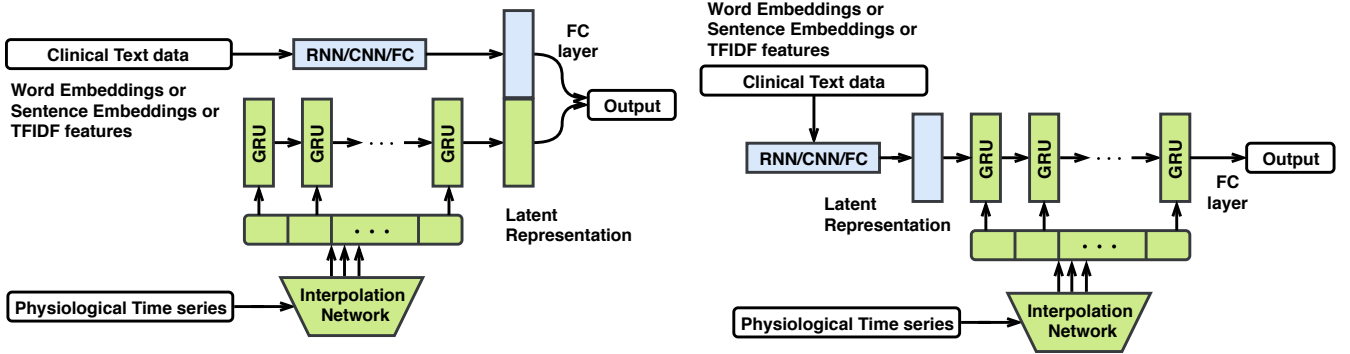 Clinical Text data
RNN/CNN/FC
FC
layer
Word Embeddings or
Sentence Embeddings or
TFIDF features
Output
GRU
GRU
. . .
GRU
Latent
Representation
. . .
Physiological Time series
Interpolation
Network
Word Embeddings or
Sentence Embeddings or
TFIDF features
Clinical Text data
RNN/CNN/FC
GRU
GRU
. . .
GRU
Output
FC
layer
Latent
Representation
. . .
Physiological Time series
Interpolation
Network